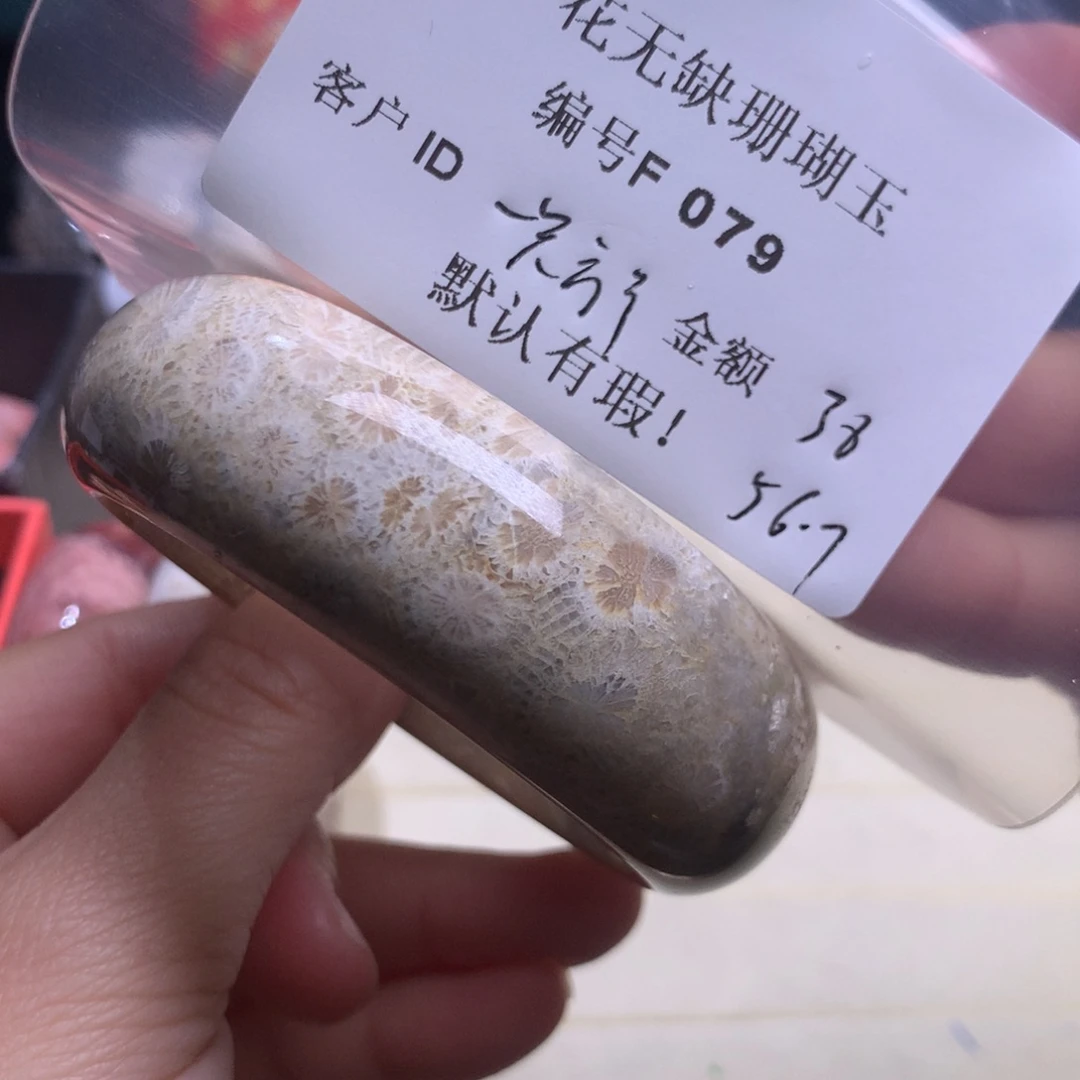 花无缺珊瑚玉
编号F 079
客户ID
金额 38
默认有瑕!
56.7